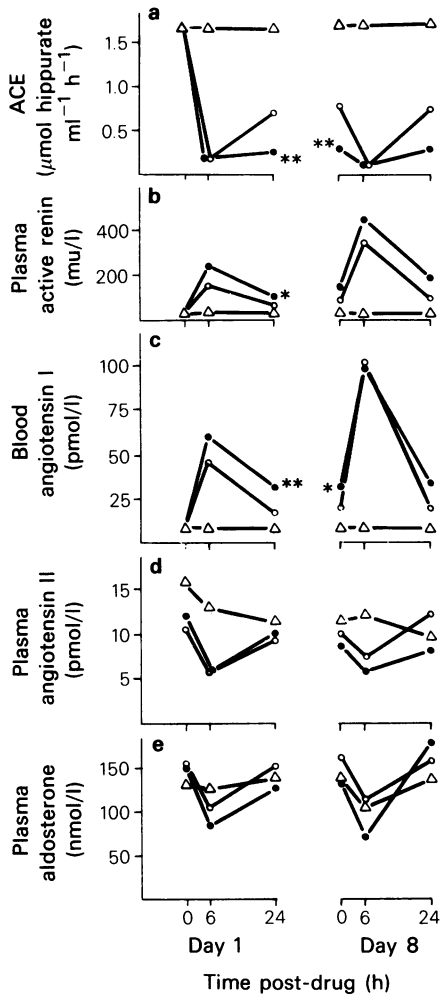 a
ACE
(μmol hippurate
ml⁻¹ h⁻¹)
1.5
1.0
0.5
**
**
b
Plasma
active renin
(mu/l)
400
200
*
c
Blood
angiotensin I
(pmol/l)
100
75
50
25
**
*
d
Plasma
angiotensin II
(pmol/l)
15
10
5
e
Plasma
aldosterone
(nmol/l)
150
100
50
0 6 24 0 6 24
Day 1 Day 8
Time post-drug (h)